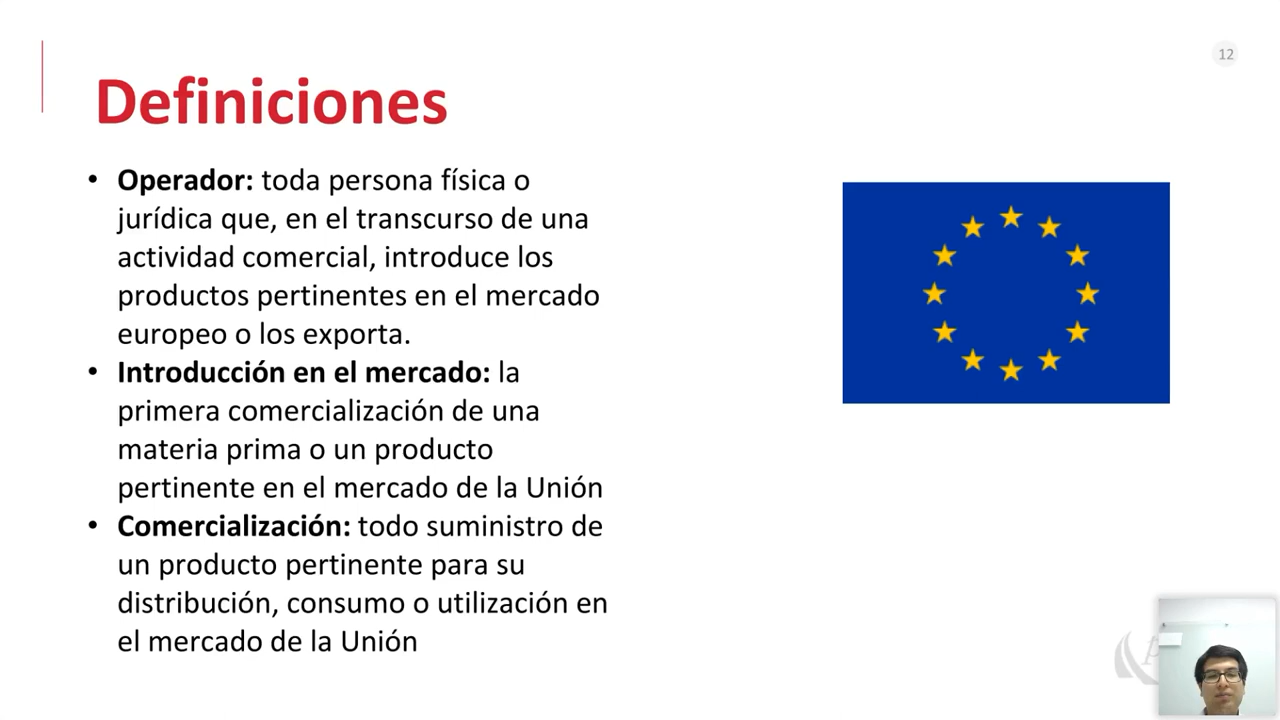 12
Definiciones
• Operador: toda persona física o
jurídica que, en el transcurso de una
actividad comercial, introduce los
productos pertinentes en el mercado
europeo o los exporta.
• Introducción en el mercado: la
primera comercialización de una
materia prima o un producto
pertinente en el mercado de la Unión
• Comercialización: todo suministro de
un producto pertinente para su
distribución, consumo o utilización en
el mercado de la Unión